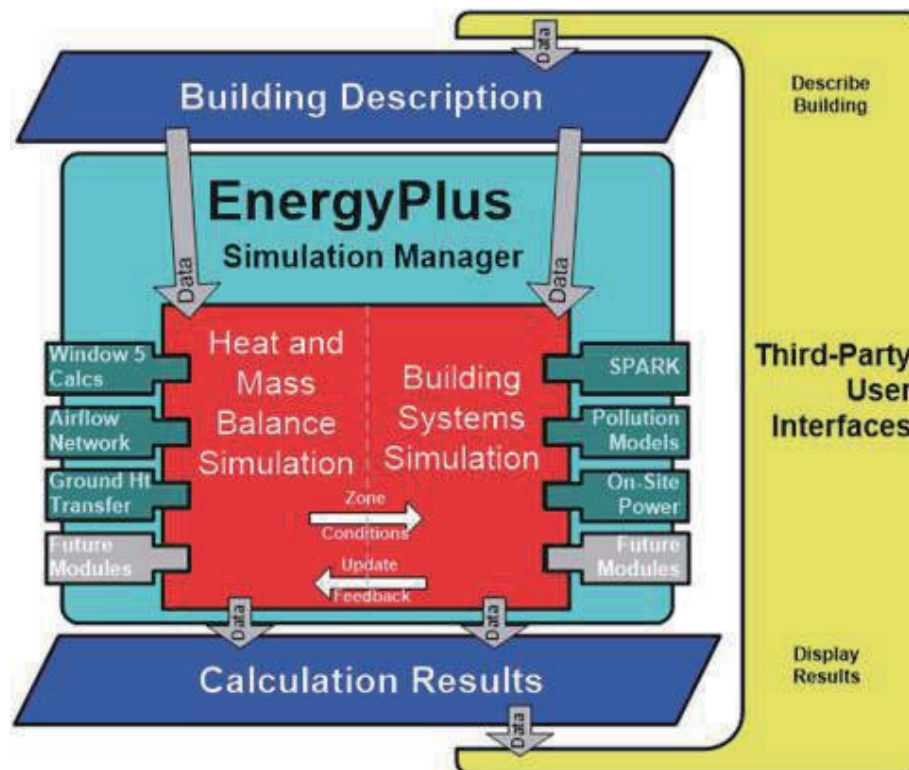 Data
Building Description
Describe
Building
EnergyPlus
Simulation Manager
Data
Data
Heat and
Mass
Balance
Simulation
Building
Systems
Simulation
Window 5
Calcs
Airflow
Network
Ground Ht
Transfer
Future
Modules
SPARK
Pollution
Models
On-Site
Power
Future
Modules
Zone
Conditions
Update
Feedback
Third-Party
User
Interfaces
Data
Data
Calculation Results
Display
Results
Data